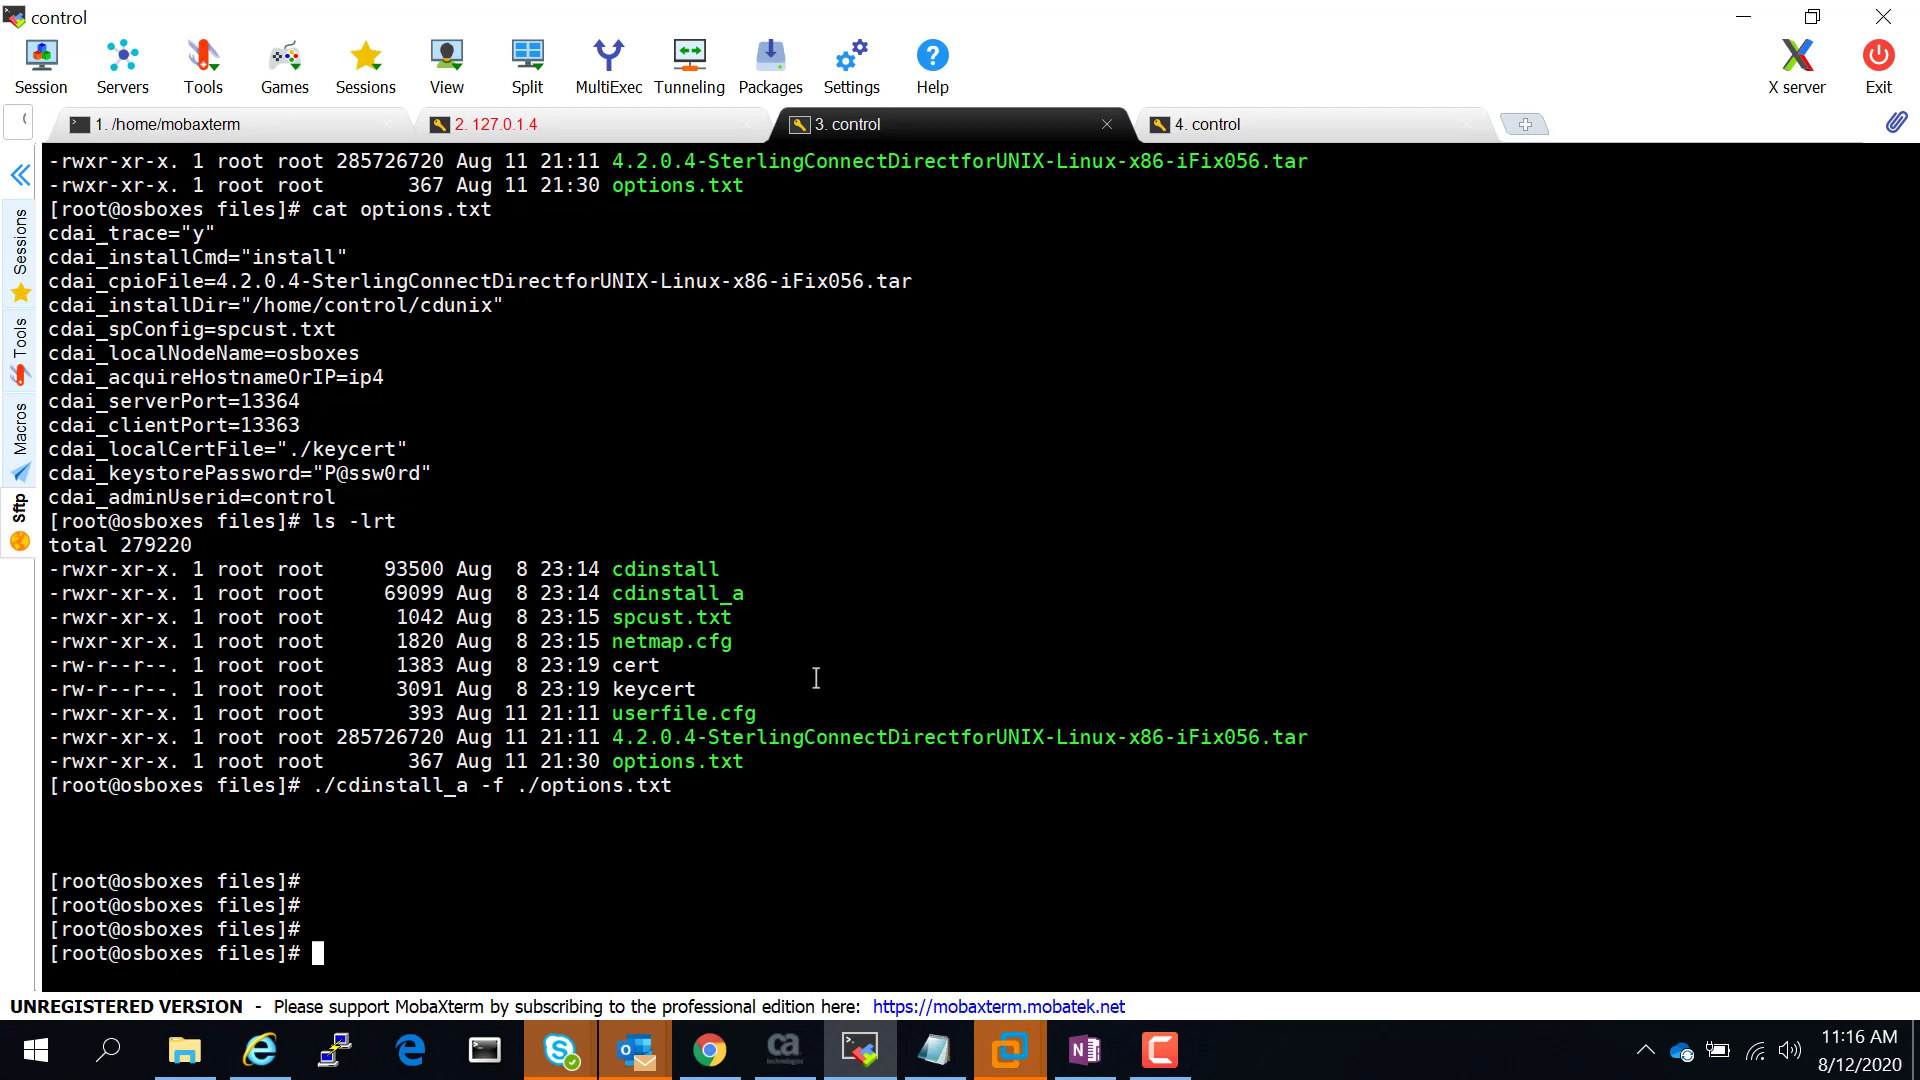 control
Session Servers Tools Games Sessions View Split MultiExec Tunneling Packages Settings Help X server Exit
1. /home/mobaxterm 2. 127.0.1.4 3. control 4. control
Sessions
Tools
Macros
Sftp
-rwxr-xr-x. 1 root root 285726720 Aug 11 21:11 4.2.0.4-SterlingConnectDirectforUNIX-Linux-x86-iFix056.tar
-rwxr-xr-x. 1 root root       367 Aug 11 21:30 options.txt
[root@osboxes files]# cat options.txt
cdai_trace="y"
cdai_installCmd="install"
cdai_cpioFile=4.2.0.4-SterlingConnectDirectforUNIX-Linux-x86-iFix056.tar
cdai_installDir="/home/control/cdunix"
cdai_spConfig=spcust.txt
cdai_localNodeName=osboxes
cdai_acquireHostnameOrIP=ip4
cdai_serverPort=13364
cdai_clientPort=13363
cdai_localCertFile="./keycert"
cdai_keystorePassword="P@ssw0rd"
cdai_adminUserid=control
[root@osboxes files]# ls -lrt
total 279220
-rwxr-xr-x. 1 root root     93500 Aug  8 23:14 cdinstall
-rwxr-xr-x. 1 root root     69099 Aug  8 23:14 cdinstall_a
-rwxr-xr-x. 1 root root      1042 Aug  8 23:15 spcust.txt
-rwxr-xr-x. 1 root root      1820 Aug  8 23:15 netmap.cfg
-rw-r--r--. 1 root root      1383 Aug  8 23:19 cert
-rw-r--r--. 1 root root      3091 Aug  8 23:19 keycert
-rwxr-xr-x. 1 root root       393 Aug 11 21:11 userfile.cfg
-rwxr-xr-x. 1 root root 285726720 Aug 11 21:11 4.2.0.4-SterlingConnectDirectforUNIX-Linux-x86-iFix056.tar
-rwxr-xr-x. 1 root root       367 Aug 11 21:30 options.txt
[root@osboxes files]# ./cdinstall_a -f ./options.txt
[root@osboxes files]#
[root@osboxes files]#
[root@osboxes files]#
[root@osboxes files]#
UNREGISTERED VERSION - Please support MobaXterm by subscribing to the professional edition here: https://mobaxterm.mobatek.net
ca technologies
11:16 AM
8/12/2020